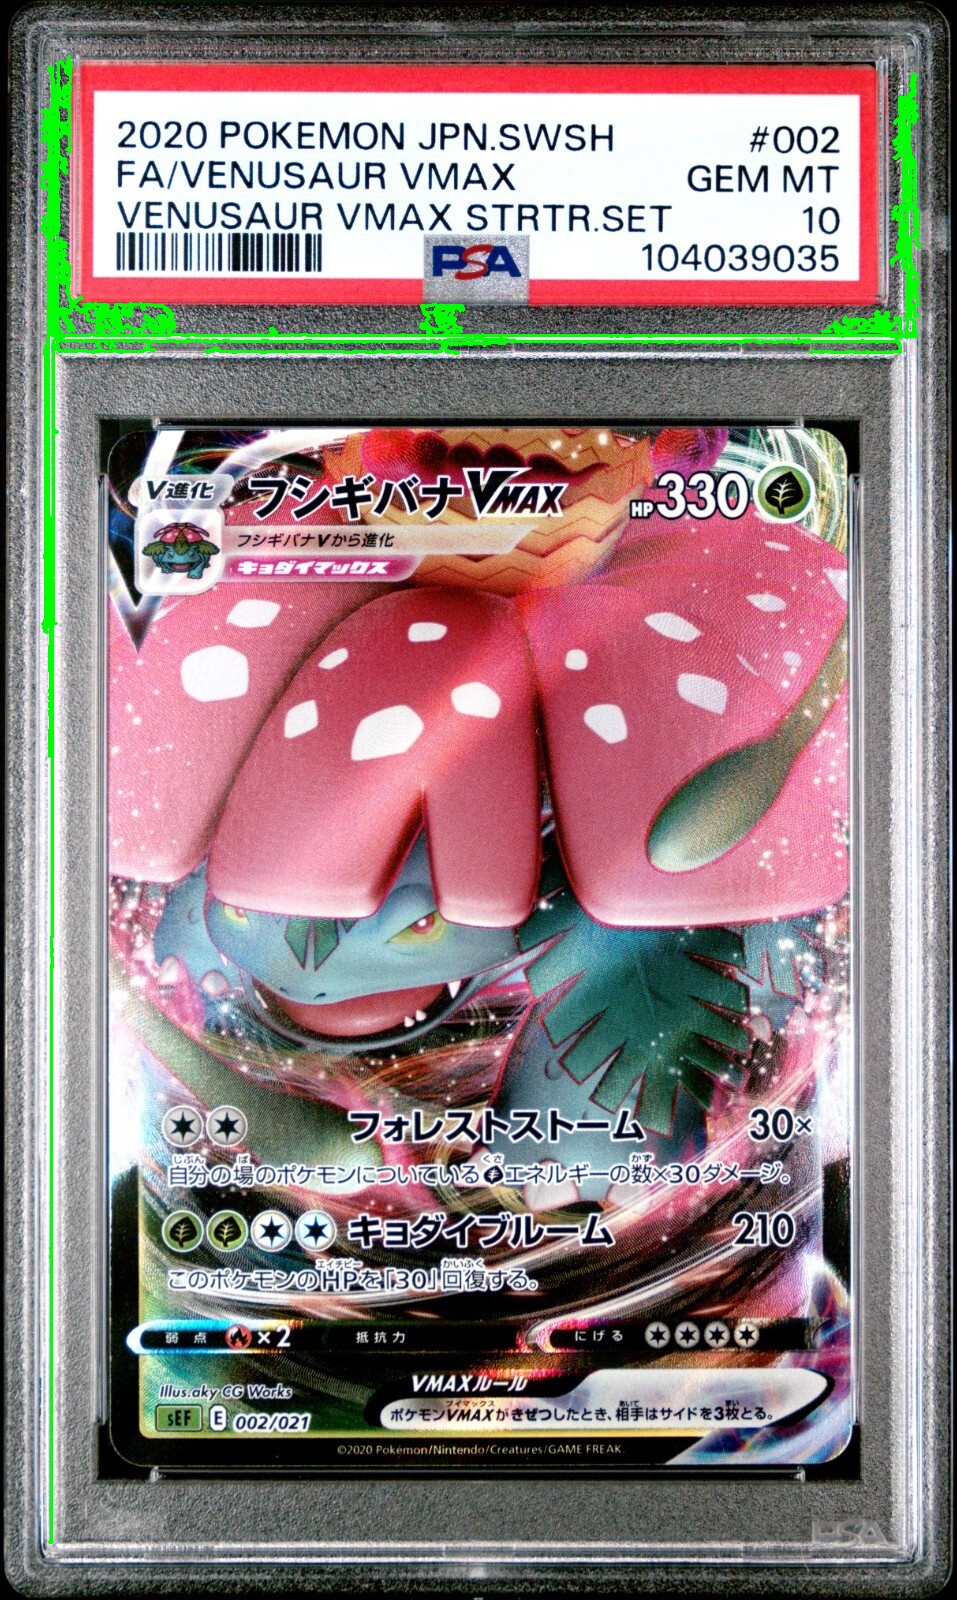 2020 POKEMON JPN.SWSH #002
FA/VENUSAUR VMAX GEM MT
VENUSAUR VMAX STRTR.SET 10
PSA 104039035
V進化 フシギバナVMAX HP330
フシギバナVから進化
キョダイマックス
フォレストストーム 30×
自分の場のポケモンについているエネルギーの数×30ダメージ。
キョダイブルーム 210
このポケモンのHPを「30」回復する。
弱点 ×2 抵抗力 にげる
Illus.aky CG Works
VMAXルール
sEF E 002/021
ポケモンVMAXがきぜつしたとき、相手はサイドを3枚とる。
©2020 Pokémon/Nintendo/Creatures/GAME FREAK.
PSA